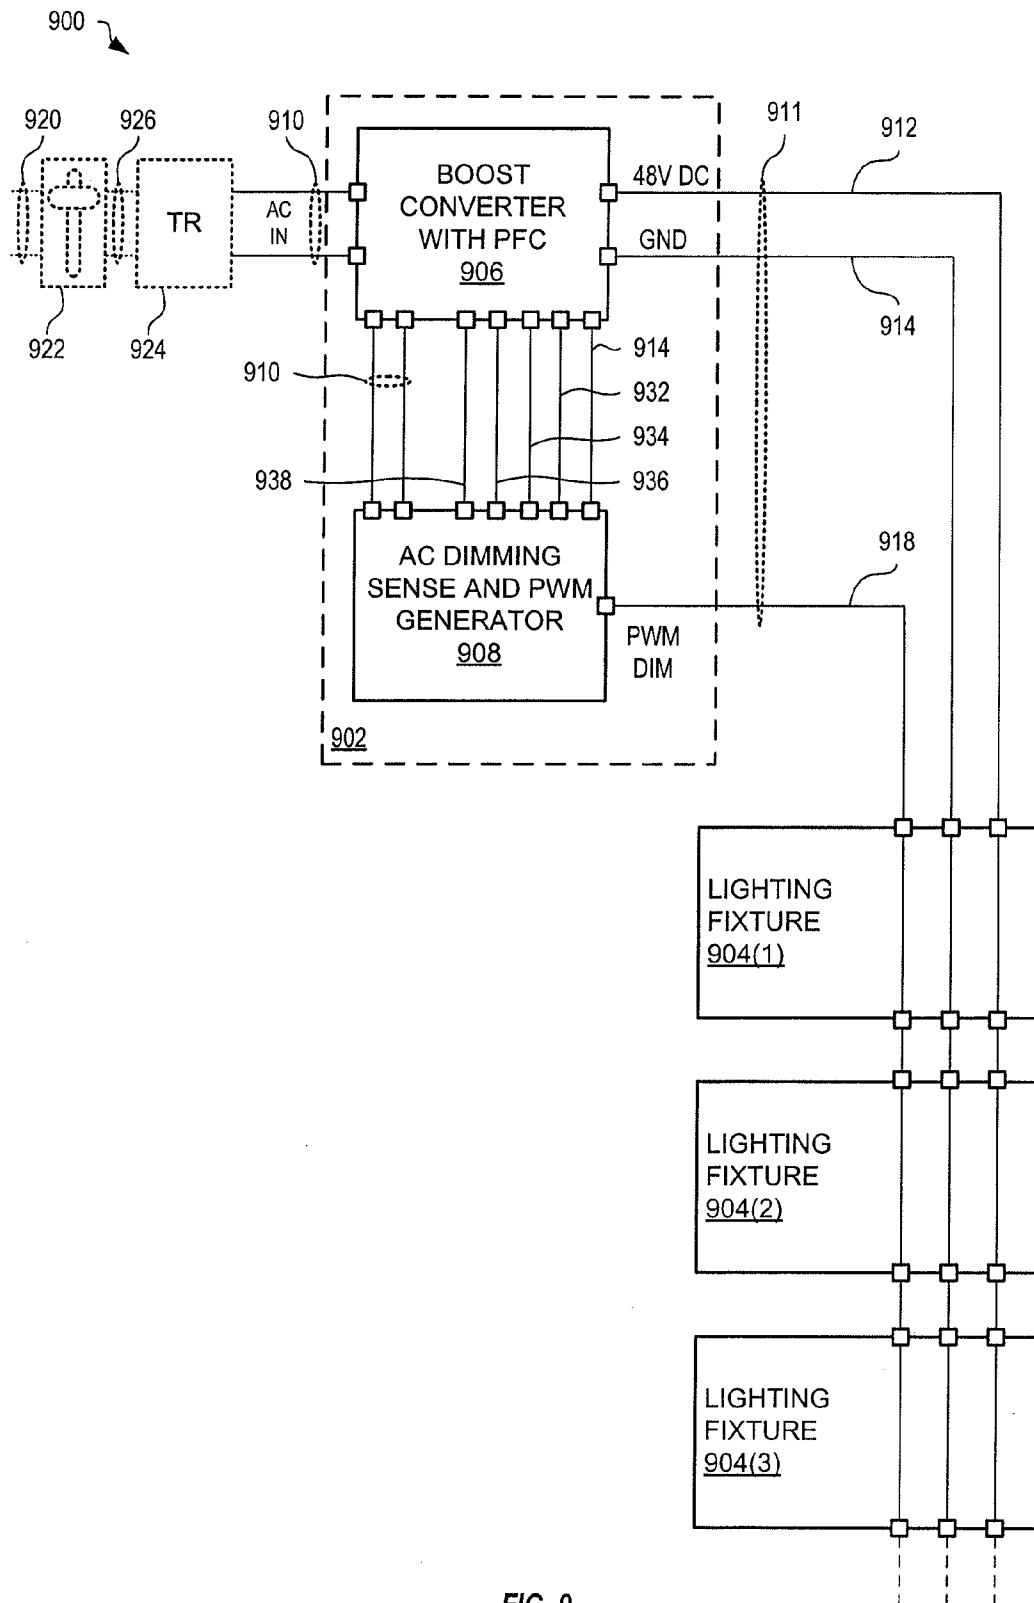 900
920
926
910
911
912
BOOST
CONVERTER
WITH PFC
906
48V DC
GND
TR
AC
IN
914
922
924
910
914
932
934
938
936
AC DIMMING
SENSE AND PWM
GENERATOR
908
918
PWM
DIM
902
LIGHTING
FIXTURE
904(1)
LIGHTING
FIXTURE
904(2)
LIGHTING
FIXTURE
904(3)
FIG. 9